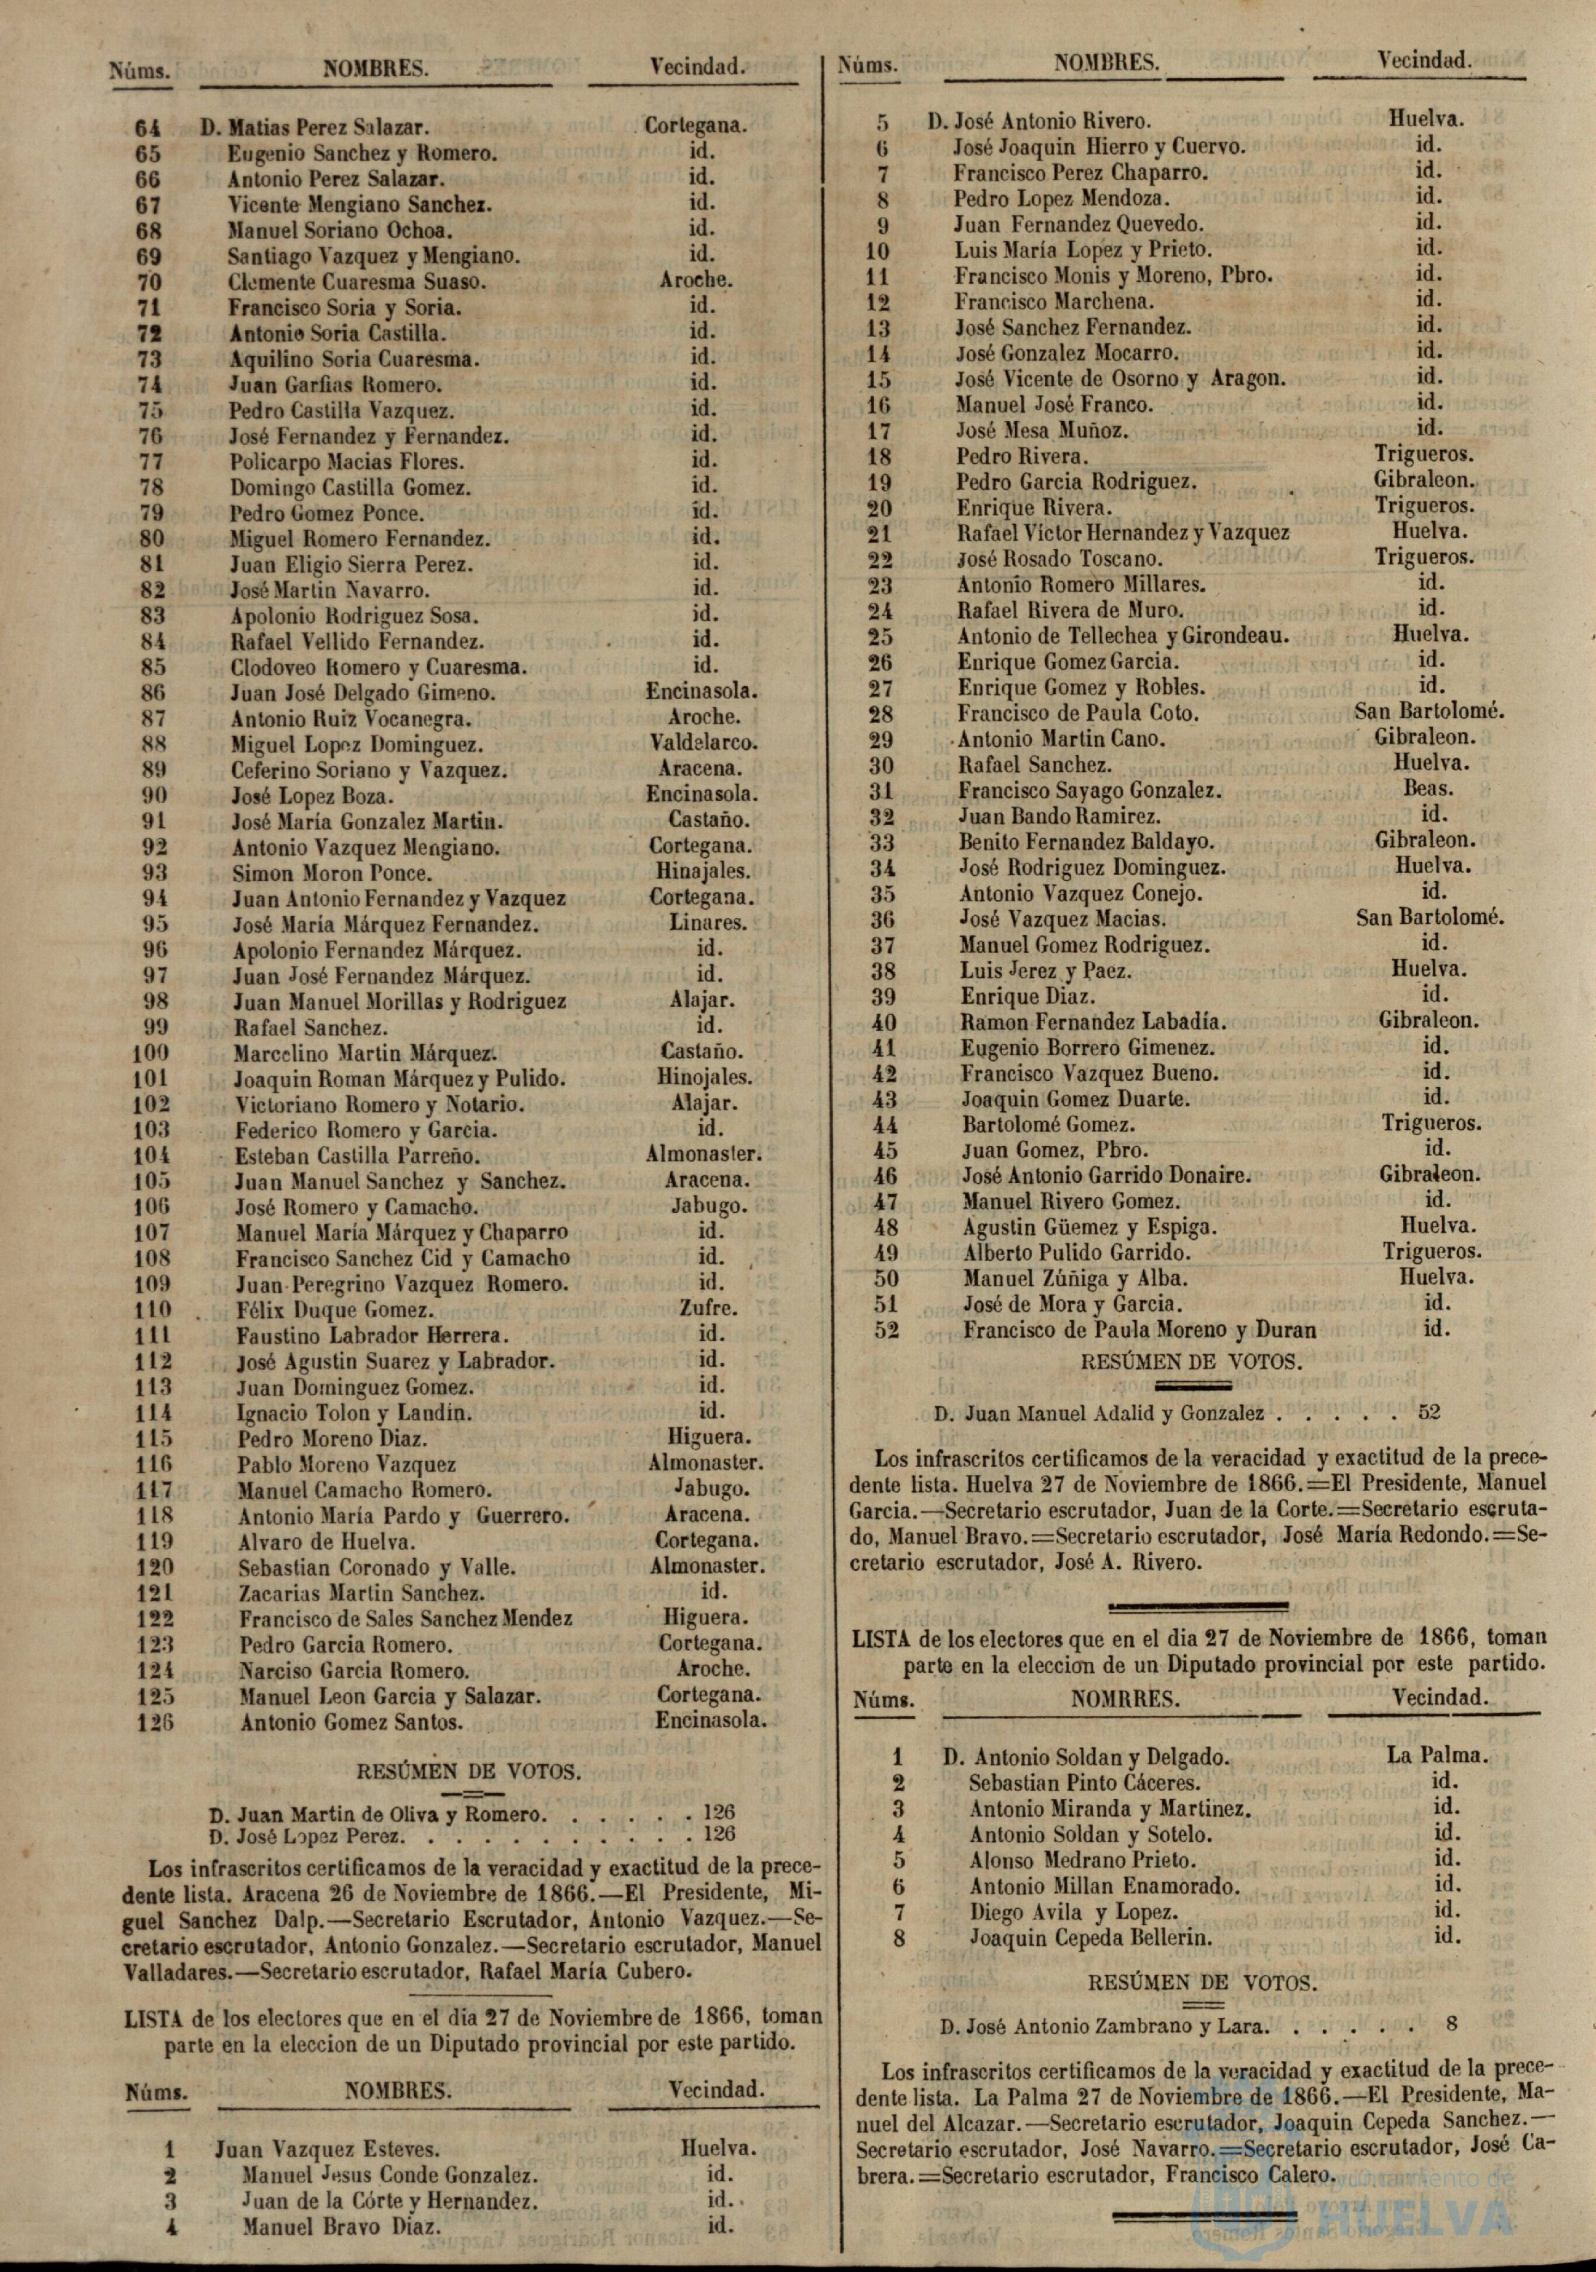 Núms. NOMBRES. Vecindad.
64 D. Matias Perez Salazar. Cortegana.
65 Eugenio Sanchez y Romero. id.
66 Antonio Perez Salazar. id.
67 Vicente Mengiano Sanchez. id.
68 Manuel Soriano Ochoa. id.
69 Santiago Vazquez y Mengiano. id.
70 Clemente Cuaresma Suaso. Aroche.
71 Francisco Soria y Soria. id.
72 Antonio Soria Castilla. id.
73 Aquilino Soria Cuaresma. id.
74 Juan Garfias Romero. id.
75 Pedro Castilla Vazquez. id.
76 José Fernandez y Fernandez. id.
77 Policarpo Macias Flores. id.
78 Domingo Castilla Gomez. id.
79 Pedro Gomez Ponce. id.
80 Miguel Romero Fernandez. id.
81 Juan Eligio Sierra Perez. id.
82 José Martin Navarro. id.
83 Apolonio Rodriguez Sosa. id.
84 Rafael Vellido Fernandez. id.
85 Clodoveo Romero y Cuaresma. id.
86 Juan José Delgado Gimeno. Encinasola.
87 Antonio Ruiz Vocanegra. Aroche.
88 Miguel Lopez Dominguez. Valdelarco.
89 Ceferino Soriano y Vazquez. Aracena.
90 José Lopez Boza. Encinasola.
91 José María Gonzalez Martin. Castaño.
92 Antonio Vazquez Mengiano. Cortegana.
93 Simon Moron Ponce. Hinajales.
94 Juan Antonio Fernandez y Vazquez Cortegana.
95 José María Márquez Fernandez. Linares.
96 Apolonio Fernandez Márquez. id.
97 Juan José Fernandez Márquez. id.
98 Juan Manuel Morillas y Rodriguez Alajar.
99 Rafael Sanchez. id.
100 Marcelino Martin Márquez. Castaño.
101 Joaquin Roman Márquez y Pulido. Hinojales.
102 Victoriano Romero y Notario. Alajar.
103 Federico Romero y Garcia. id.
104 Esteban Castilla Parreño. Almonaster.
105 Juan Manuel Sanchez y Sanchez. Aracena.
106 José Romero y Camacho. Jabugo.
107 Manuel María Márquez y Chaparro id.
108 Francisco Sanchez Cid y Camacho id.
109 Juan Peregrino Vazquez Romero. id.
110 Félix Duque Gomez. Zufre.
111 Faustino Labrador Herrera. id.
112 José Agustin Suarez y Labrador. id.
113 Juan Dominguez Gomez. id.
114 Ignacio Tolon y Landin. id.
115 Pedro Moreno Diaz. Higuera.
116 Pablo Moreno Vazquez Almonaster.
117 Manuel Camacho Romero. Jabugo.
118 Antonio María Pardo y Guerrero. Aracena.
119 Alvaro de Huelva. Cortegana.
120 Sebastian Coronado y Valle. Almonaster.
121 Zacarias Martin Sanchez. id.
122 Francisco de Sales Sanchez Mendez Higuera.
123 Pedro Garcia Romero. Cortegana.
124 Narciso Garcia Romero. Aroche.
125 Manuel Leon Garcia y Salazar. Cortegana.
126 Antonio Gomez Santos. Encinasola.
RESÚMEN DE VOTOS.
D. Juan Martin de Oliva y Romero. . . . . . . 126
D. José Lopez Perez. . . . . . . . . . . . 126
Los infrascritos certificamos de la veracidad y exactitud de la prece-
dente lista. Aracena 26 de Noviembre de 1866.—El Presidente, Mi-
guel Sanchez Dalp.—Secretario Escrutador, Antonio Vazquez.—Se-
cretario escrutador, Antonio Gonzalez.—Secretario escrutador, Manuel
Valladares.—Secretario escrutador, Rafael María Cubero.
LISTA de los electores que en el dia 27 de Noviembre de 1866, toman
parte en la eleccion de un Diputado provincial por este partido.
Núms. NOMBRES. Vecindad.
1 Juan Vazquez Esteves. Huelva.
2 Manuel Jesus Conde Gonzalez. id.
3 Juan de la Córte y Hernandez. id.
4 Manuel Bravo Diaz. id.
Núms. NOMBRES. Vecindad.
5 D. José Antonio Rivero. Huelva.
6 José Joaquin Hierro y Cuervo. id.
7 Francisco Perez Chaparro. id.
8 Pedro Lopez Mendoza. id.
9 Juan Fernandez Quevedo. id.
10 Luis María Lopez y Prieto. id.
11 Francisco Monis y Moreno, Pbro. id.
12 Francisco Marchena. id.
13 José Sanchez Fernandez. id.
14 José Gonzalez Mocarro. id.
15 José Vicente de Osorno y Aragon. id.
16 Manuel José Franco. id.
17 José Mesa Muñoz. id.
18 Pedro Rivera. Trigueros.
19 Pedro Garcia Rodriguez. Gibraleon.
20 Enrique Rivera. Trigueros.
21 Rafael Victor Hernandez y Vazquez Huelva.
22 José Rosado Toscano. Trigueros.
23 Antonio Romero Millares. id.
24 Rafael Rivera de Muro. id.
25 Antonio de Tellechea y Girondeau. Huelva.
26 Enrique Gomez Garcia. id.
27 Enrique Gomez y Robles. id.
28 Francisco de Paula Coto. San Bartolomé.
29 Antonio Martin Cano. Gibraleon.
30 Rafael Sanchez. Huelva.
31 Francisco Sayago Gonzalez. Beas.
32 Juan Bando Ramirez. id.
33 Benito Fernandez Baldayo. Gibraleon.
34 José Rodriguez Dominguez. Huelva.
35 Antonio Vazquez Conejo. id.
36 José Vazquez Macias. San Bartolomé.
37 Manuel Gomez Rodriguez. id.
38 Luis Jerez y Paez. Huelva.
39 Enrique Diaz. id.
40 Ramon Fernandez Labadía. Gibraleon.
41 Eugenio Borrero Gimenez. id.
42 Francisco Vazquez Bueno. id.
43 Joaquin Gomez Duarte. id.
44 Bartolomé Gomez. Trigueros.
45 Juan Gomez, Pbro. id.
46 José Antonio Garrido Donaire. Gibraleon.
47 Manuel Rivero Gomez. id.
48 Agustin Güemez y Espiga. Huelva.
49 Alberto Pulido Garrido. Trigueros.
50 Manuel Zúñiga y Alba. Huelva.
51 José de Mora y Garcia. id.
52 Francisco de Paula Moreno y Duran id.
RESÚMEN DE VOTOS.
D. Juan Manuel Adalid y Gonzalez . . . . . . 52
Los infrascritos certificamos de la veracidad y exactitud de la prece-
dente lista. Huelva 27 de Noviembre de 1866.=El Presidente, Manuel
Garcia.—Secretario escrutador, Juan de la Corte.=Secretario escruta-
do, Manuel Bravo.=Secretario escrutador, José María Redondo.=Se-
cretario escrutador, José A. Rivero.
LISTA de los electores que en el dia 27 de Noviembre de 1866, toman
parte en la eleccion de un Diputado provincial por este partido.
Núms. NOMRRES. Vecindad.
1 D. Antonio Soldan y Delgado. La Palma.
2 Sebastian Pinto Cáceres. id.
3 Antonio Miranda y Martinez. id.
4 Antonio Soldan y Sotelo. id.
5 Alonso Medrano Prieto. id.
6 Antonio Millan Enamorado. id.
7 Diego Avila y Lopez. id.
8 Joaquin Cepeda Bellerin. id.
RESÚMEN DE VOTOS.
D. José Antonio Zambrano y Lara. . . . . . . 8
Los infrascritos certificamos de la veracidad y exactitud de la prece-
dente lista. La Palma 27 de Noviembre de 1866.—El Presidente, Ma-
nuel del Alcazar.—Secretario escrutador, Joaquin Cepeda Sanchez.—
Secretario escrutador, José Navarro.=Secretario escrutador, José Ca-
brera.=Secretario escrutador, Francisco Calero.
Ayuntamiento de
HUELVA